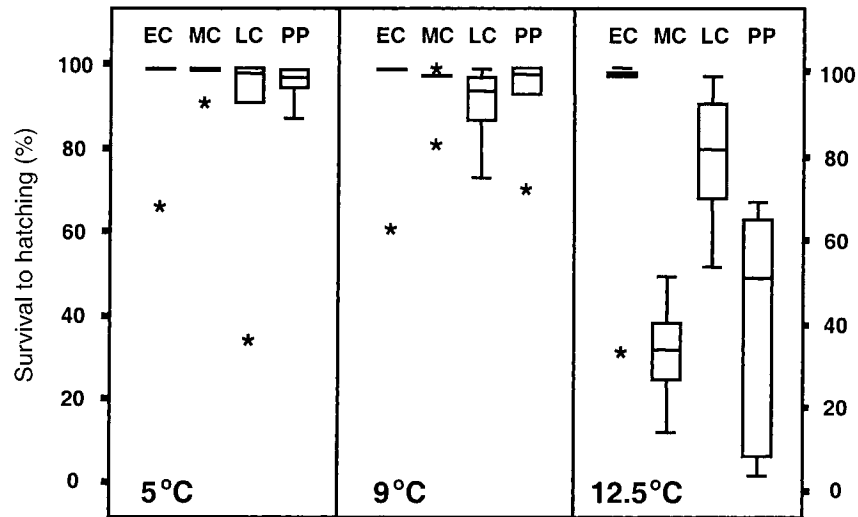 EC MC LC PP EC MC LC PP EC MC LC PP
100 100
80 80
60 60
40 40
20 20
0 0
Survival to hatching (%)
5°C 9°C 12.5°C